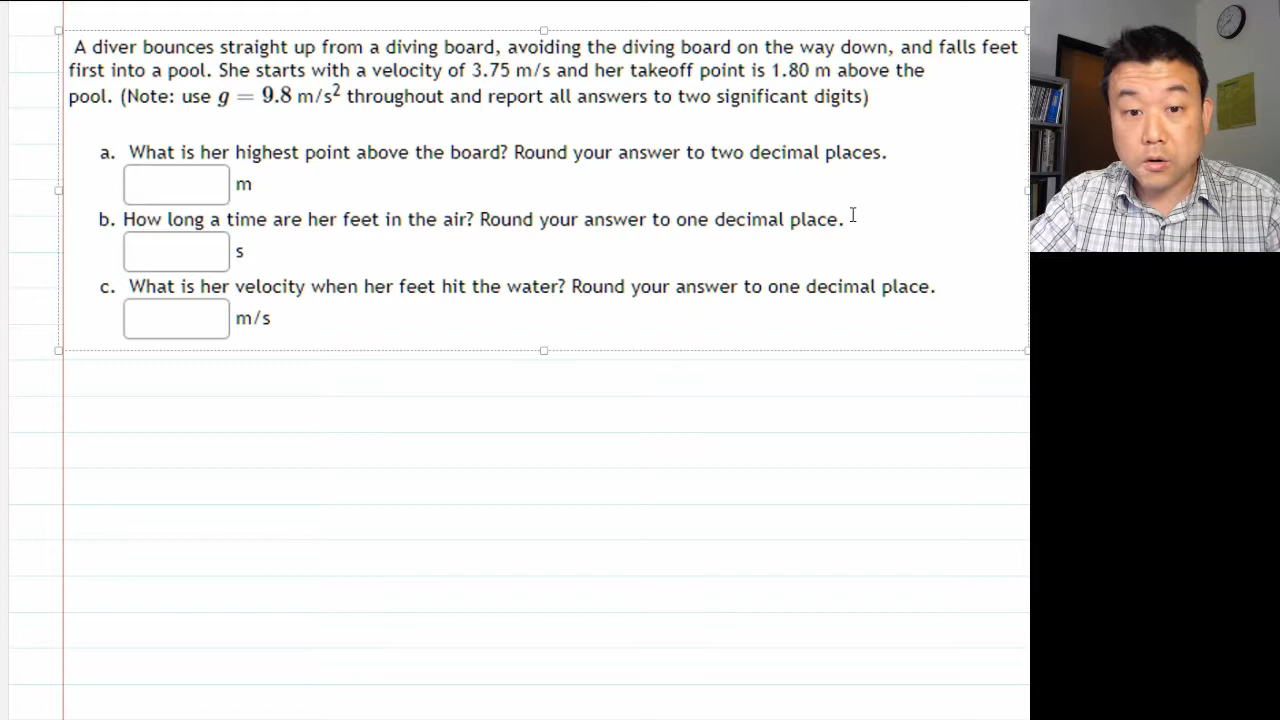 A diver bounces straight up from a diving board, avoiding the diving board on the way down, and falls feet
first into a pool. She starts with a velocity of 3.75 m/s and her takeoff point is 1.80 m above the
pool. (Note: use g = 9.8 m/s² throughout and report all answers to two significant digits)
a. What is her highest point above the board? Round your answer to two decimal places.
m
b. How long a time are her feet in the air? Round your answer to one decimal place.
s
c. What is her velocity when her feet hit the water? Round your answer to one decimal place.
m/s